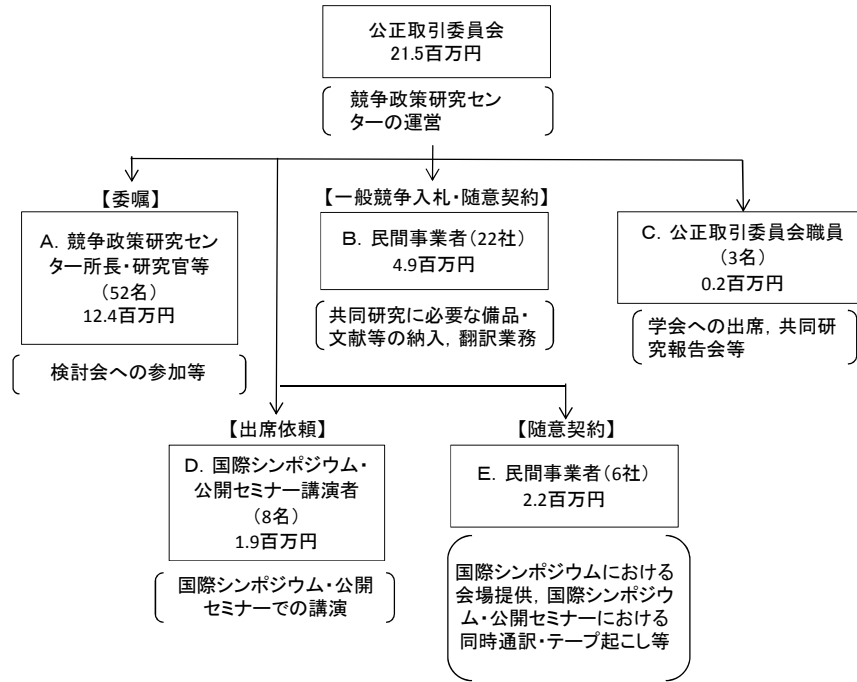 公正取引委員会
21.5百万円
競争政策研究セン
ターの運営
【委嘱】
A．競争政策研究セン
ター所長・研究官等
（52名）
12.4百万円
検討会への参加等
【一般競争入札・随意契約】
B．民間事業者（22社）
4.9百万円
共同研究に必要な備品・
文献等の納入，翻訳業務
C．公正取引委員会職員
（3名）
0.2百万円
学会への出席，共同研
究報告会等
【出席依頼】
D．国際シンポジウム・
公開セミナー講演者
（8名）
1.9百万円
国際シンポジウム・公開
セミナーでの講演
【随意契約】
E．民間事業者（6社）
2.2百万円
国際シンポジウムにおける
会場提供，国際シンポジウ
ム・公開セミナーにおける
同時通訳・テープ起こし等